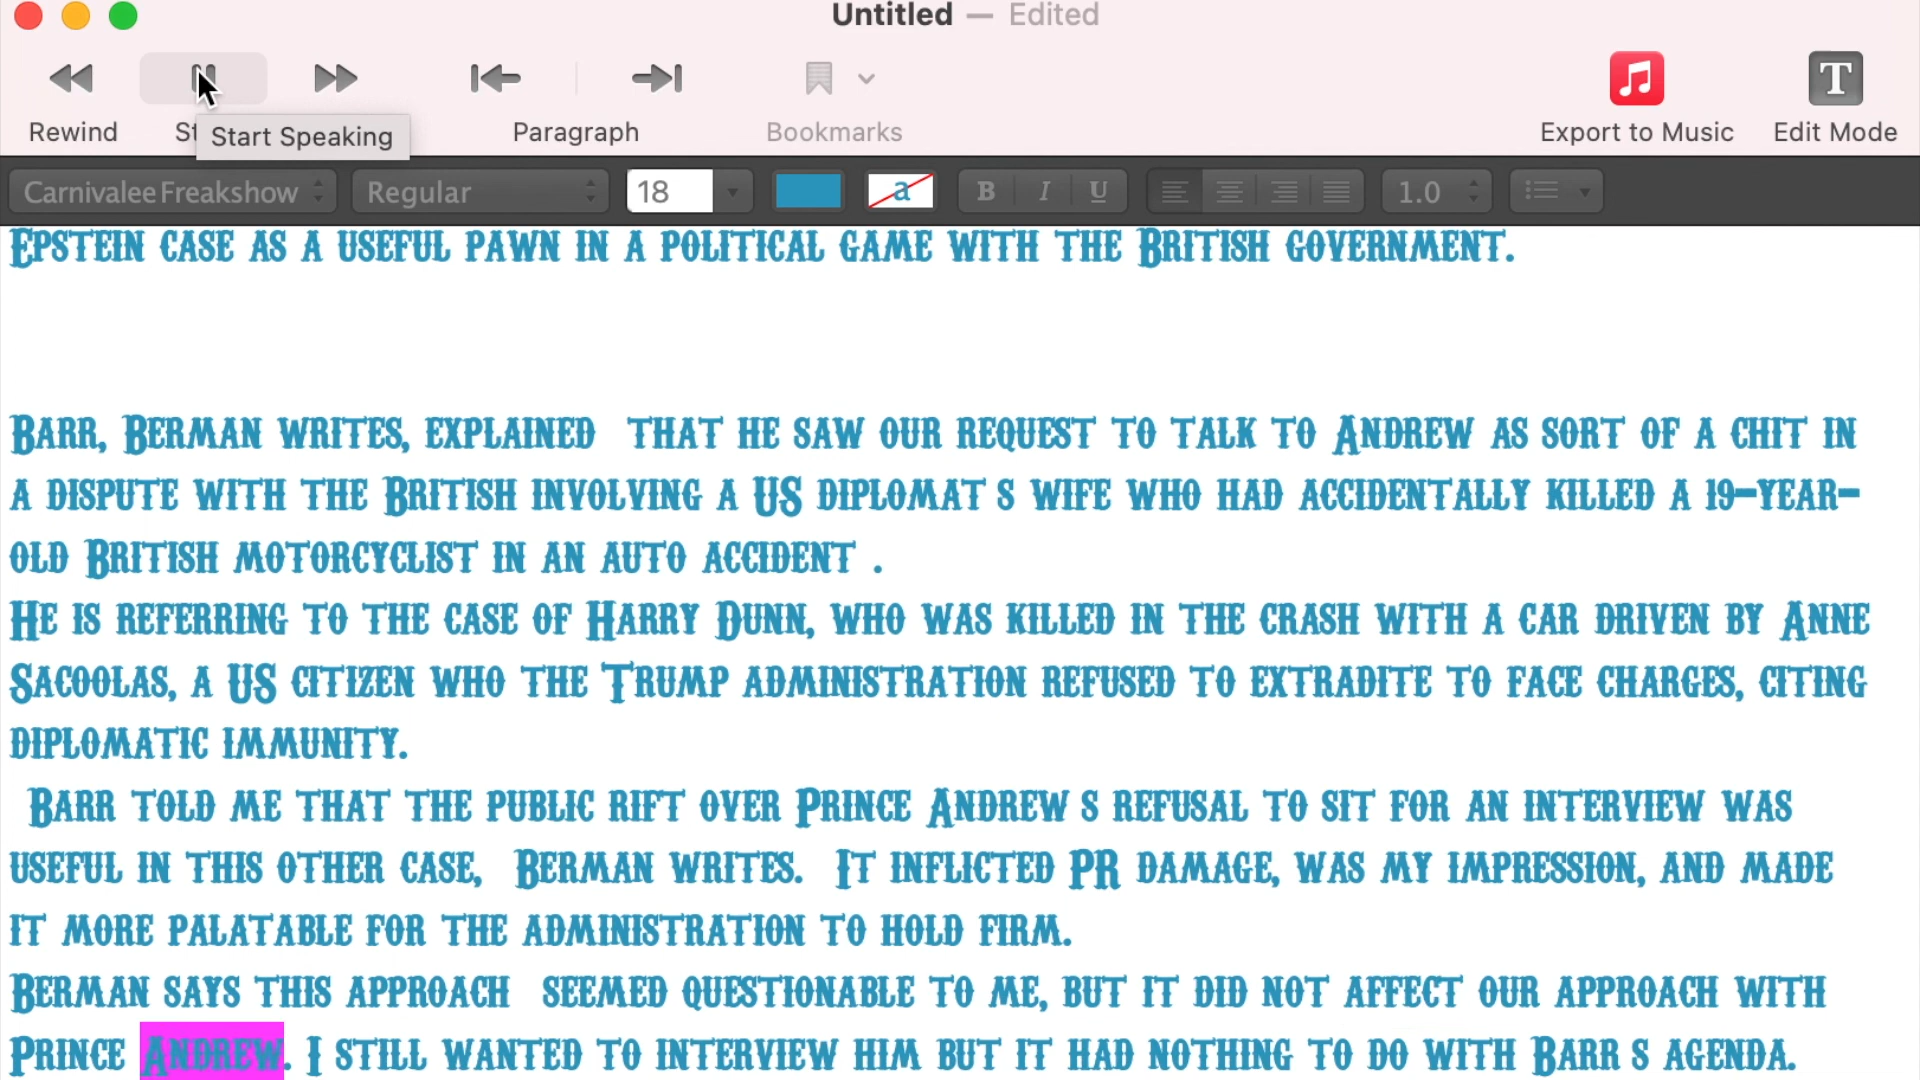 Untitled — Edited
Rewind St Start Speaking Paragraph Bookmarks Export to Music Edit Mode
Carnivalee Freakshow Regular 18 a B I U 1.0
Epstein case as a useful pawn in a political game with the British government.
Barr, Berman writes, explained that he saw our request to talk to Andrew as sort of a chit in
a dispute with the British involving a US diplomat s wife who had accidentally killed a 19-year-
old British motorcyclist in an auto accident .
He is referring to the case of Harry Dunn, who was killed in the crash with a car driven by Anne
Sacoolas, a US citizen who the Trump administration refused to extradite to face charges, citing
diplomatic immunity.
Barr told me that the public rift over Prince Andrew s refusal to sit for an interview was
useful in this other case, Berman writes. It inflicted PR damage, was my impression, and made
it more palatable for the administration to hold firm.
Berman says this approach seemed questionable to me, but it did not affect our approach with
Prince Andrew. I still wanted to interview him but it had nothing to do with Barr s agenda.